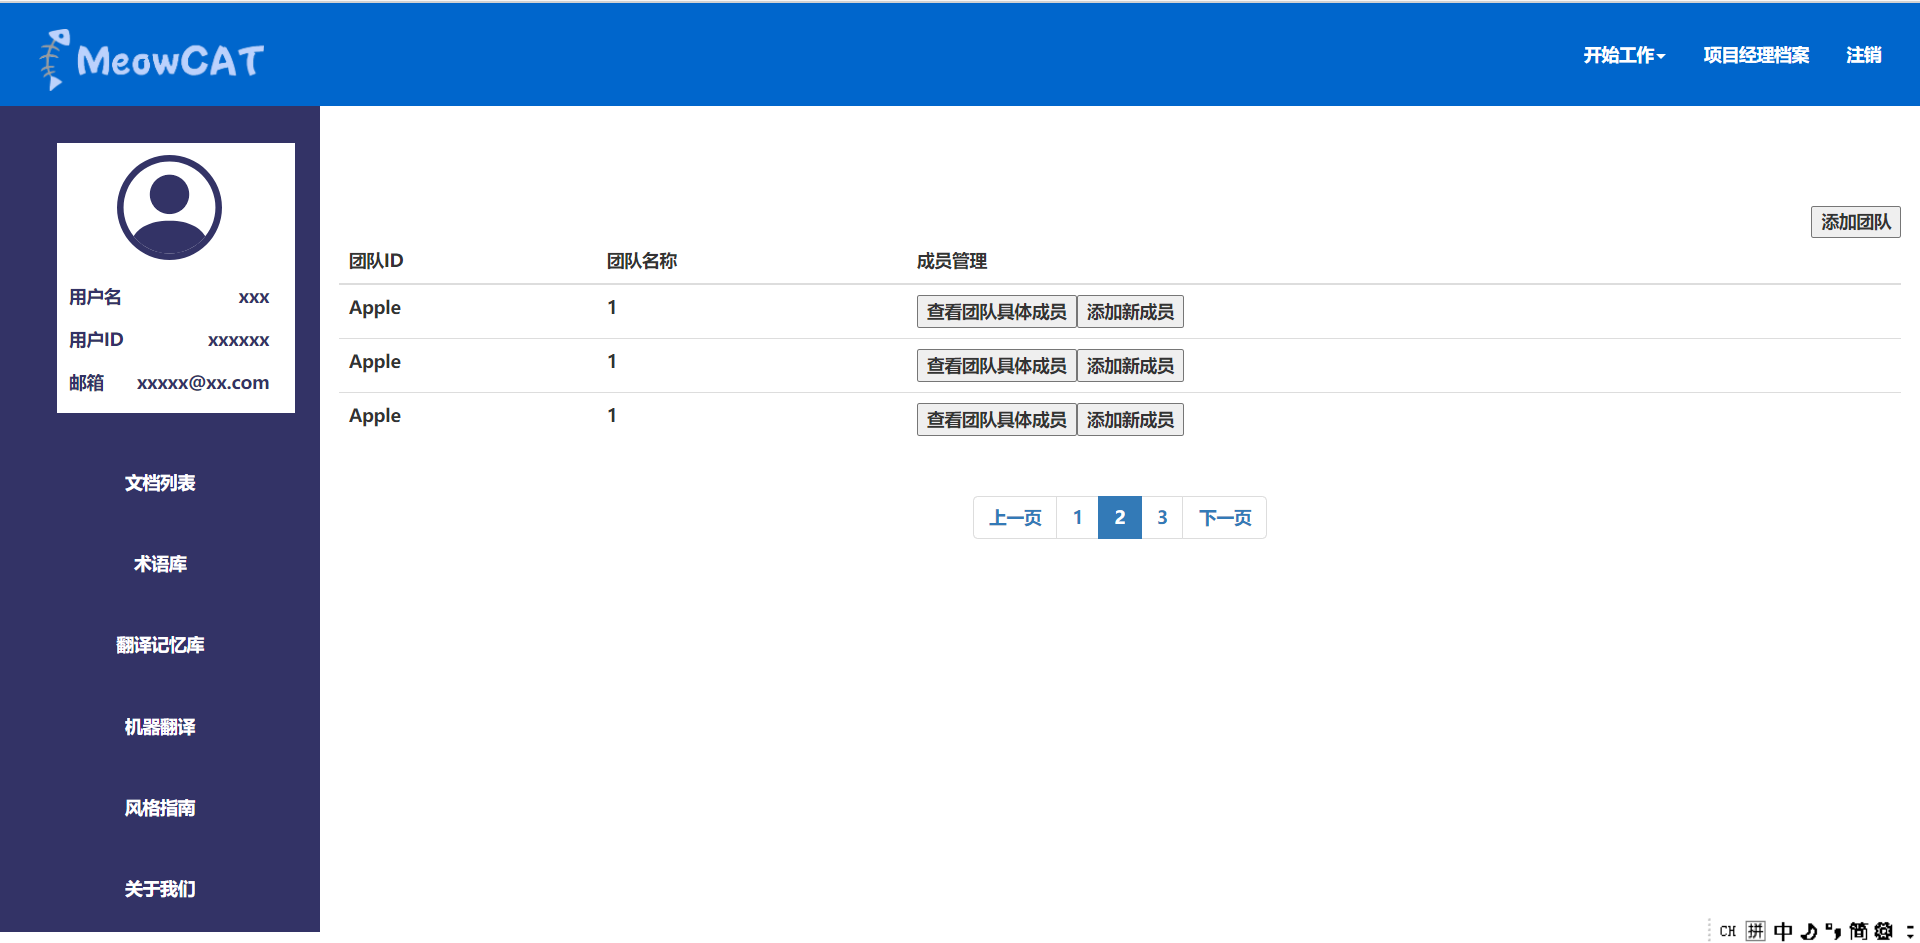 MeowCAT
开始工作 项目经理档案 注销
用户名 xxx
用户ID xxxxxx
邮箱 xxxxx@xx.com
文档列表
术语库
翻译记忆库
机器翻译
风格指南
关于我们
添加团队
团队ID 团队名称 成员管理
Apple 1 查看团队具体成员 添加新成员
Apple 1 查看团队具体成员 添加新成员
Apple 1 查看团队具体成员 添加新成员
上一页 1 2 3 下一页
CH 拼 中 简